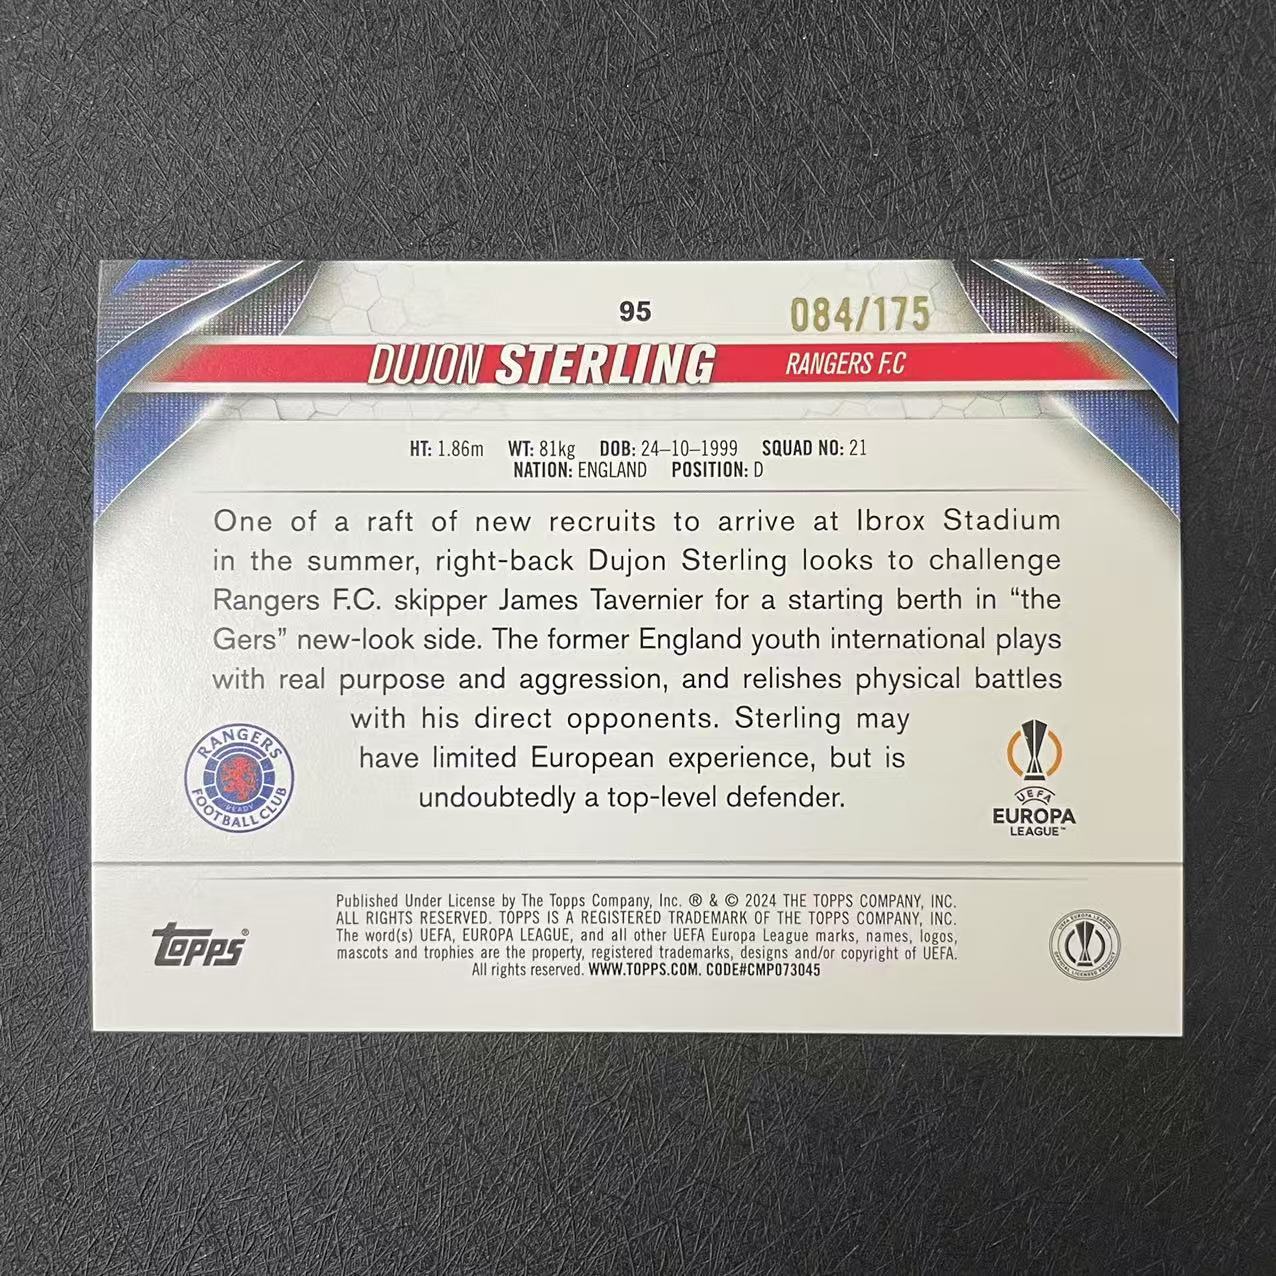 95
084/175
DUJON STERLING
RANGERS F.C
HT: 1.86m WT: 81kg DOB: 24–10–1999 SQUAD NO: 21
NATION: ENGLAND POSITION: D
One of a raft of new recruits to arrive at Ibrox Stadium
in the summer, right-back Dujon Sterling looks to challenge
Rangers F.C. skipper James Tavernier for a starting berth in “the
Gers” new-look side. The former England youth international plays
with real purpose and aggression, and relishes physical battles
with his direct opponents. Sterling may
have limited European experience, but is
undoubtedly a top-level defender.
RANGERS
READY
FOOTBALL CLUB
UEFA
EUROPA
LEAGUE™
topps®
Published Under License by The Topps Company, Inc. ® & © 2024 THE TOPPS COMPANY, INC.
ALL RIGHTS RESERVED. TOPPS IS A REGISTERED TRADEMARK OF THE TOPPS COMPANY, INC.
The word(s) UEFA, EUROPA LEAGUE, and all other UEFA Europa League marks, names, logos,
mascots and trophies are the property, registered trademarks, designs and/or copyright of UEFA.
All rights reserved. WWW.TOPPS.COM. CODE#CMP073045
UEFA EUROPA LEAGUE
OFFICIAL LICENSED PRODUCT